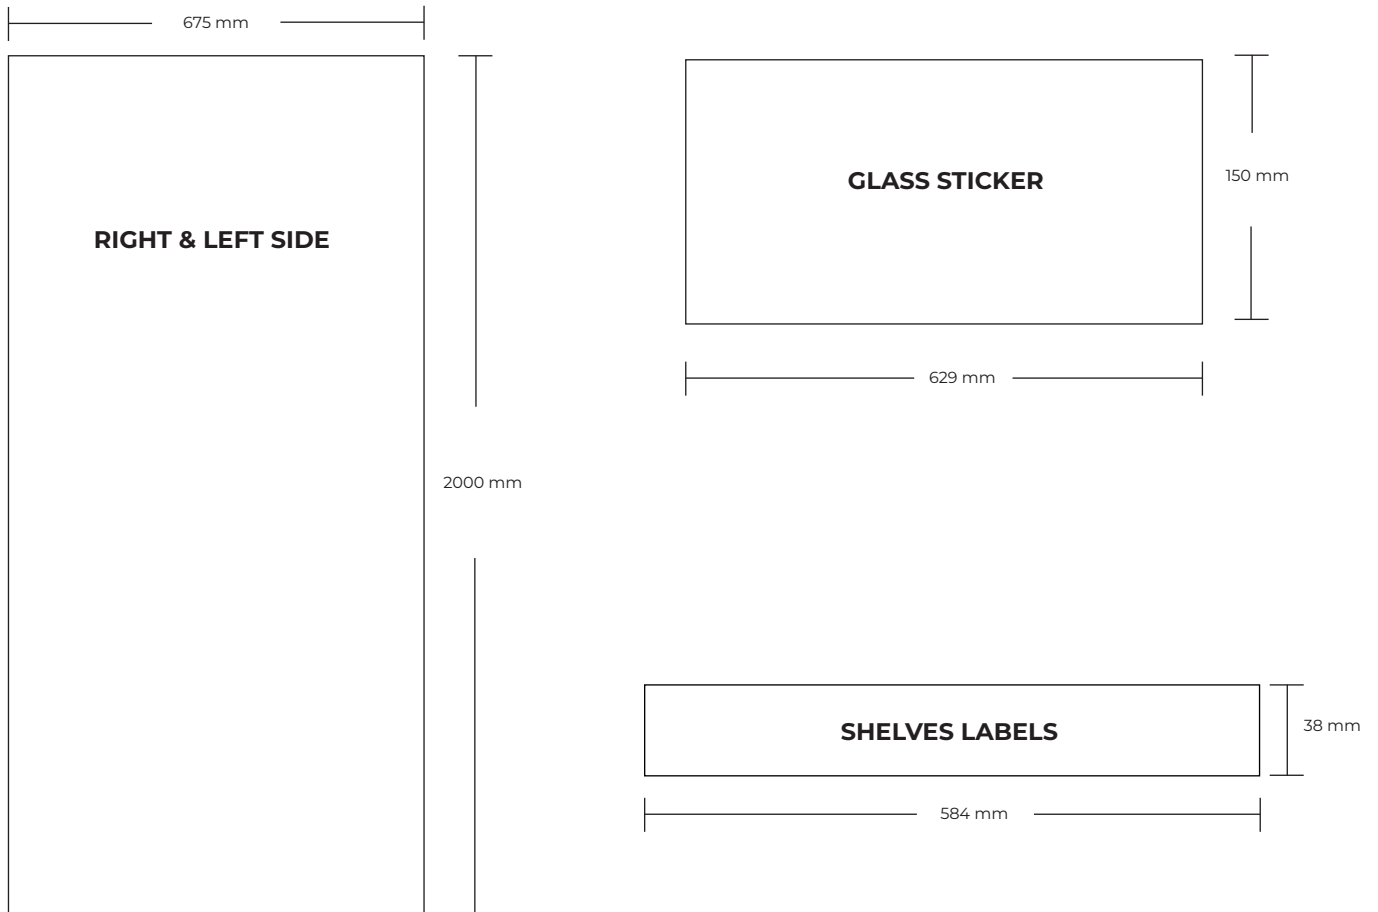 675 mm
RIGHT & LEFT SIDE
2000 mm
GLASS STICKER
150 mm
629 mm
SHELVES LABELS
38 mm
584 mm